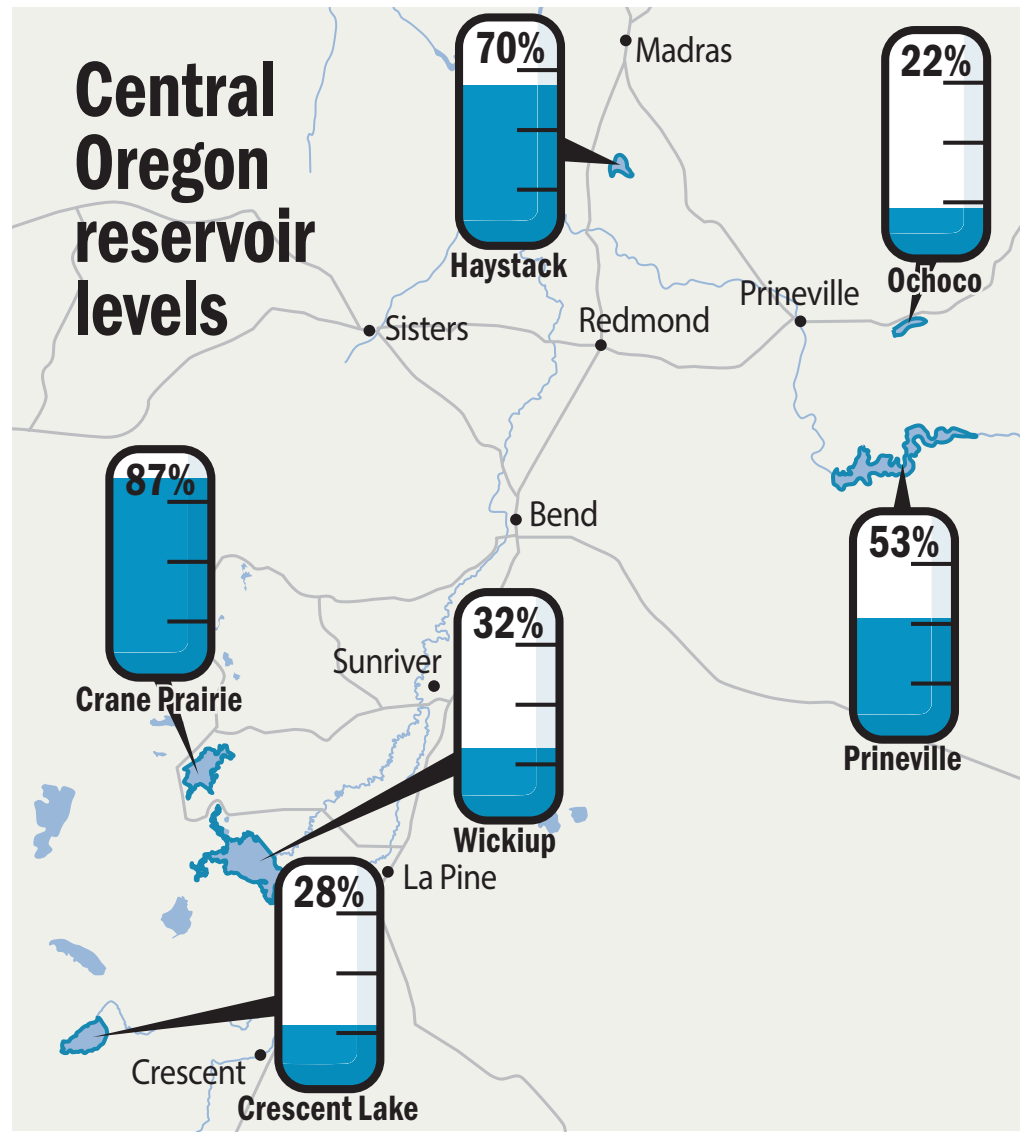 Central
Oregon
reservoir
levels
70%
Madras
22%
Haystack
Ochoco
Prineville
Redmond
Sisters
87%
Bend
53%
32%
Sunriver
Crane Prairie
Prineville
Wickiup
La Pine
28%
Crescent
Crescent Lake